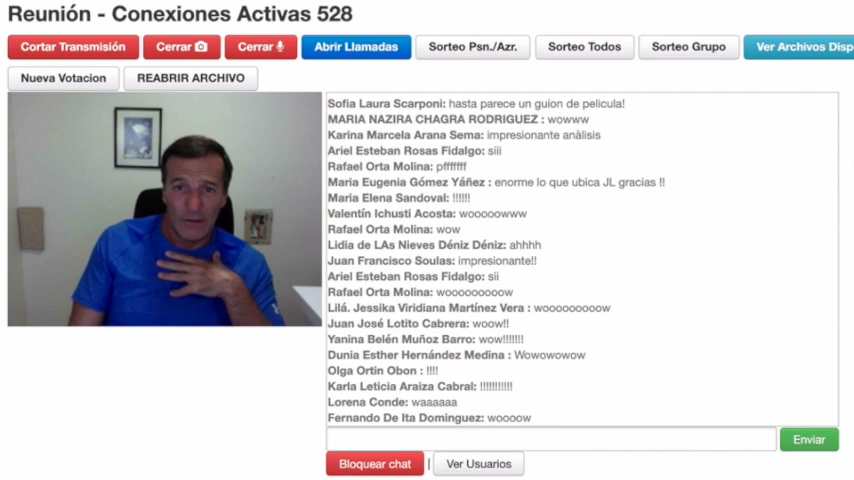 Reunión - Conexiones Activas 528
Cortar Transmisión Cerrar Cerrar Abrir Llamadas Sorteo Psn./Azr. Sorteo Todos Sorteo Grupo Ver Archivos Disp
Nueva Votacion REABRIR ARCHIVO
Sofia Laura Scarponi: hasta parece un guion de pelicula!
MARIA NAZIRA CHAGRA RODRIGUEZ : wowww
Karina Marcela Arana Sema: impresionante anàlisis
Ariel Esteban Rosas Fidalgo: siii
Rafael Orta Molina: pfffffff
Maria Eugenia Gómez Yáñez : enorme lo que ubica JL gracias !!
Maria Elena Sandoval: !!!!!!
Valentín Ichusti Acosta: wooooowww
Rafael Orta Molina: wow
Lidia de LAs Nieves Déniz Déniz: ahhhh
Juan Francisco Soulas: impresionante!!
Ariel Esteban Rosas Fidalgo: sii
Rafael Orta Molina: wooooooooow
Lilá. Jessika Viridiana Martínez Vera : wooooooooow
Juan José Lotito Cabrera: woow!!
Yanina Belén Muñoz Barro: wow!!!!!!!
Dunia Esther Hernández Medina : Wowowowow
Olga Ortin Obon : !!!!
Karla Leticia Araiza Cabral: !!!!!!!!!!!
Lorena Conde: waaaaaa
Fernando De Ita Dominguez: woooow
Enviar
Bloquear chat | Ver Usuarios